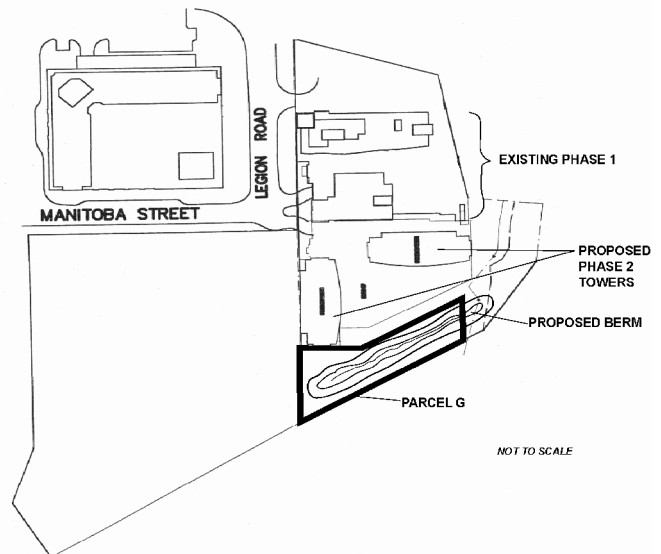 LEGION ROAD
EXISTING PHASE 1
MANITOBA STREET
PROPOSED
PHASE 2
TOWERS
PROPOSED BERM
PARCEL G
NOT TO SCALE